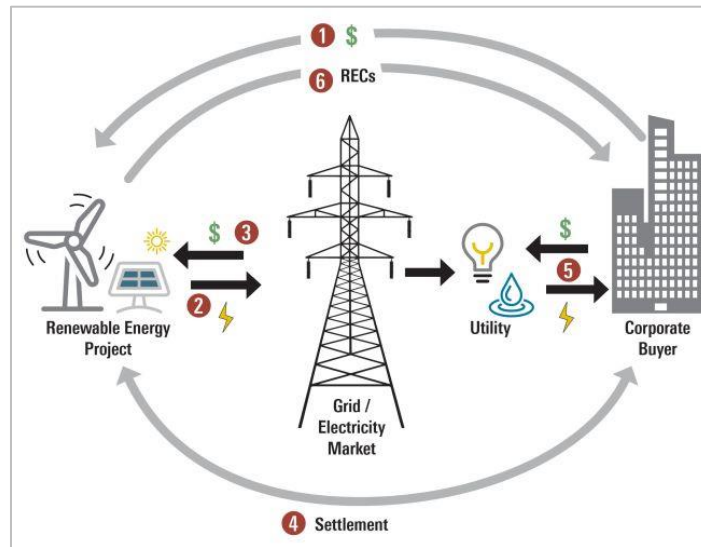 1 $
6 RECs
$ 3
$
2
5
Renewable Energy
Project
Utility
Corporate
Buyer
Grid /
Electricity
Market
4 Settlement